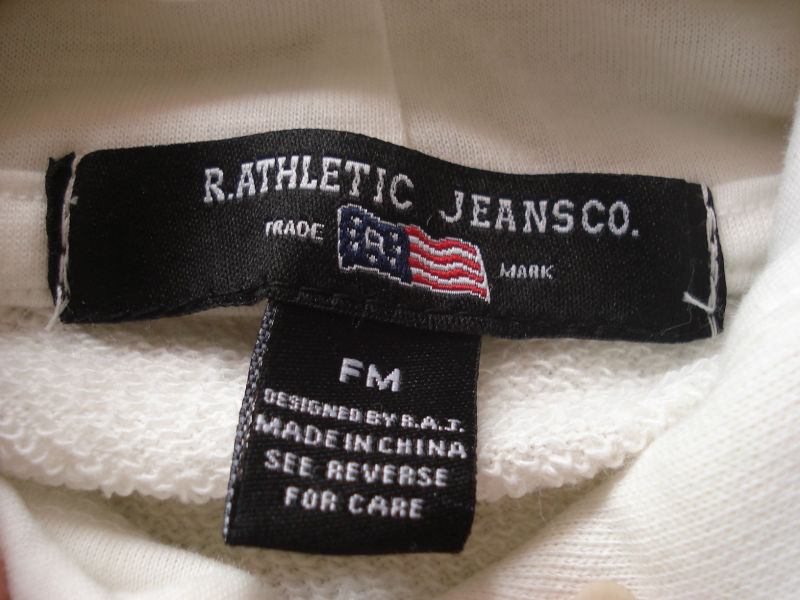 R.ATHLETIC JEANSCO.
TRADE MARK
FM
DESIGNED BY R.A.J.
MADE IN CHINA
SEE REVERSE
FOR CARE